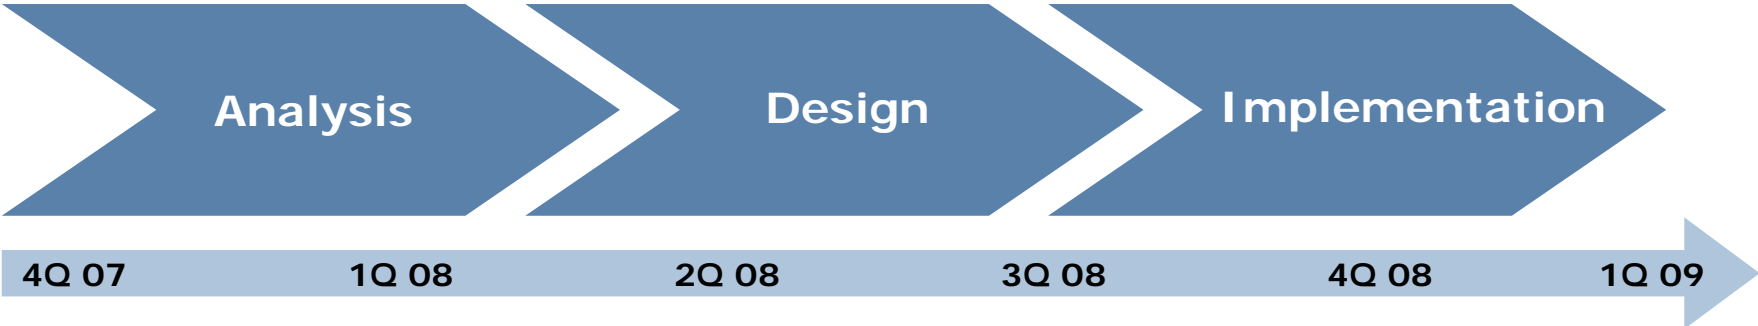 Analysis
Design
Implementation
4Q 07
1Q 08
2Q 08
3Q 08
4Q 08
1Q 09